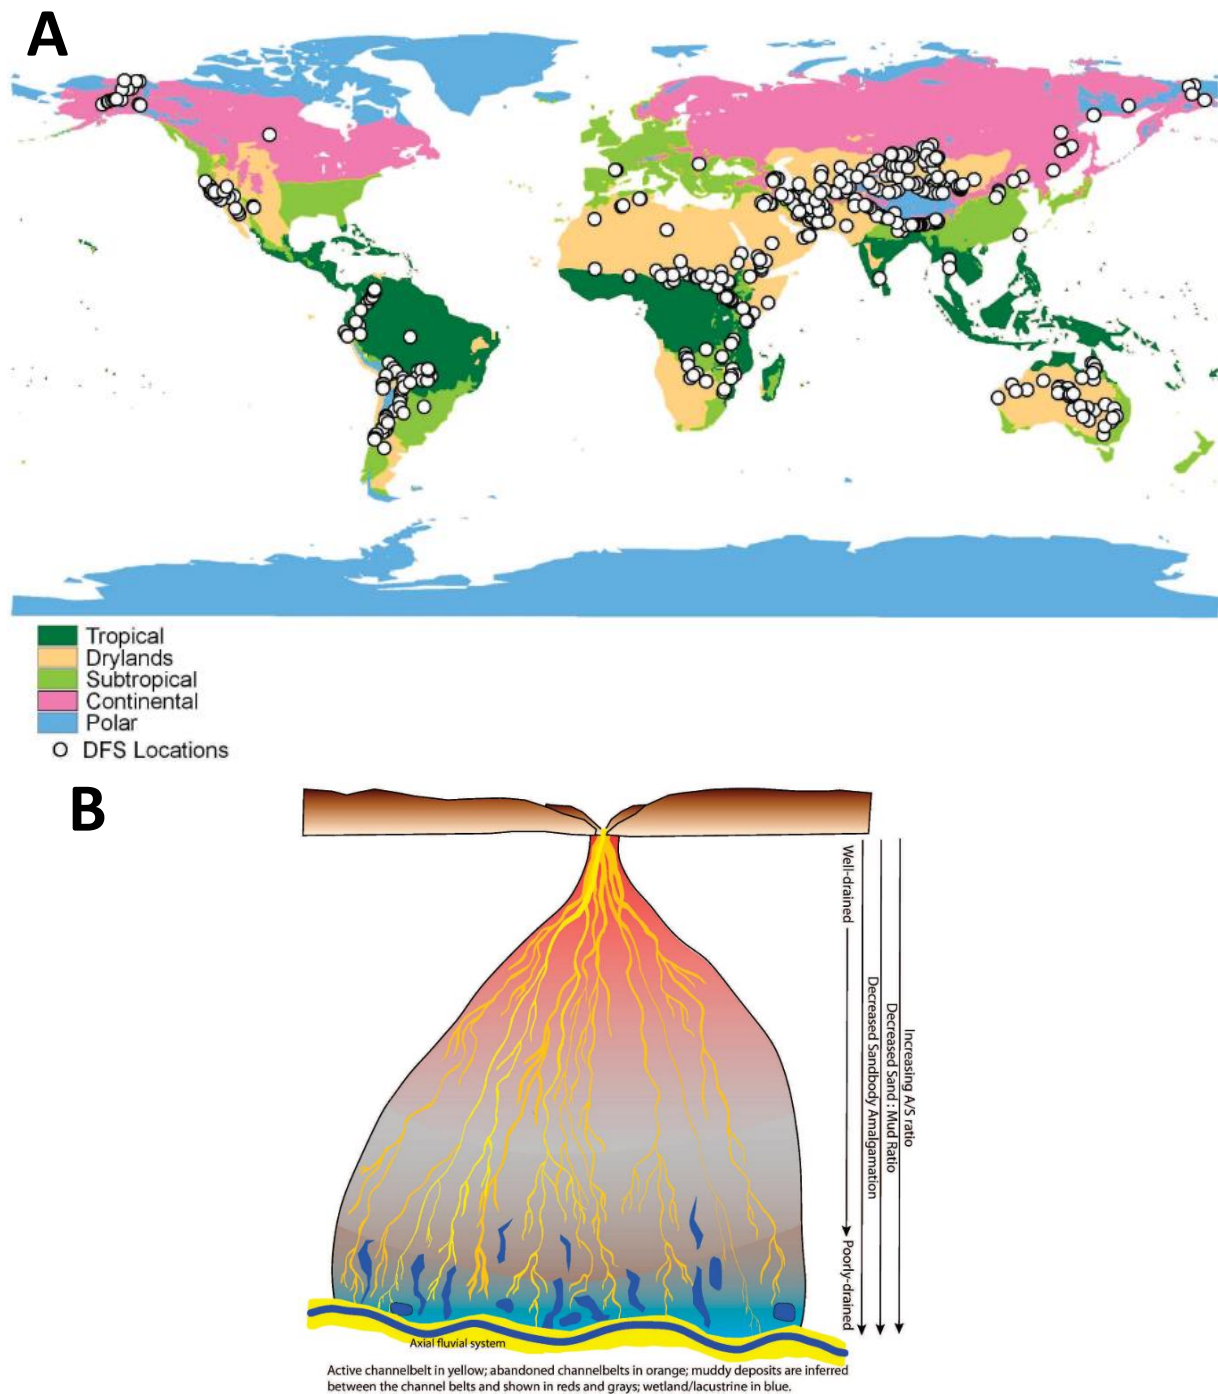 A
Tropical
Drylands
Subtropical
Continental
Polar
DFS Locations
B
Well-drained
Poorly-drained
Decreased Sandbody Amalgamation
Decreased Sand : Mud Ratio
Increasing A/S ratio
Axial fluvial system
Active channelbelt in yellow; abandoned channelbelts in orange; muddy deposits are inferred
between the channel belts and shown in reds and grays; wetland/lacustrine in blue.